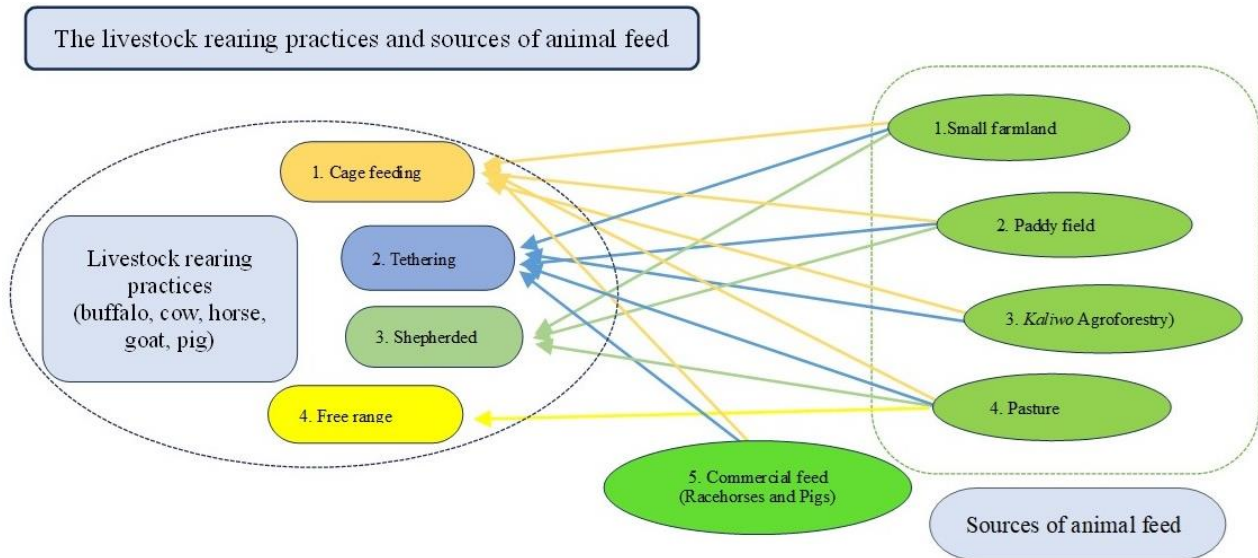 The livestock rearing practices and sources of animal feed
1. Cage feeding
2. Tethering
3. Shepherded
4. Free range
Livestock rearing
practices
(buffalo, cow, horse,
goat, pig)
1.Small farmland
2. Paddy field
3. Kaliwo Agroforestry)
4. Pasture
5. Commercial feed
(Racehorses and Pigs)
Sources of animal feed